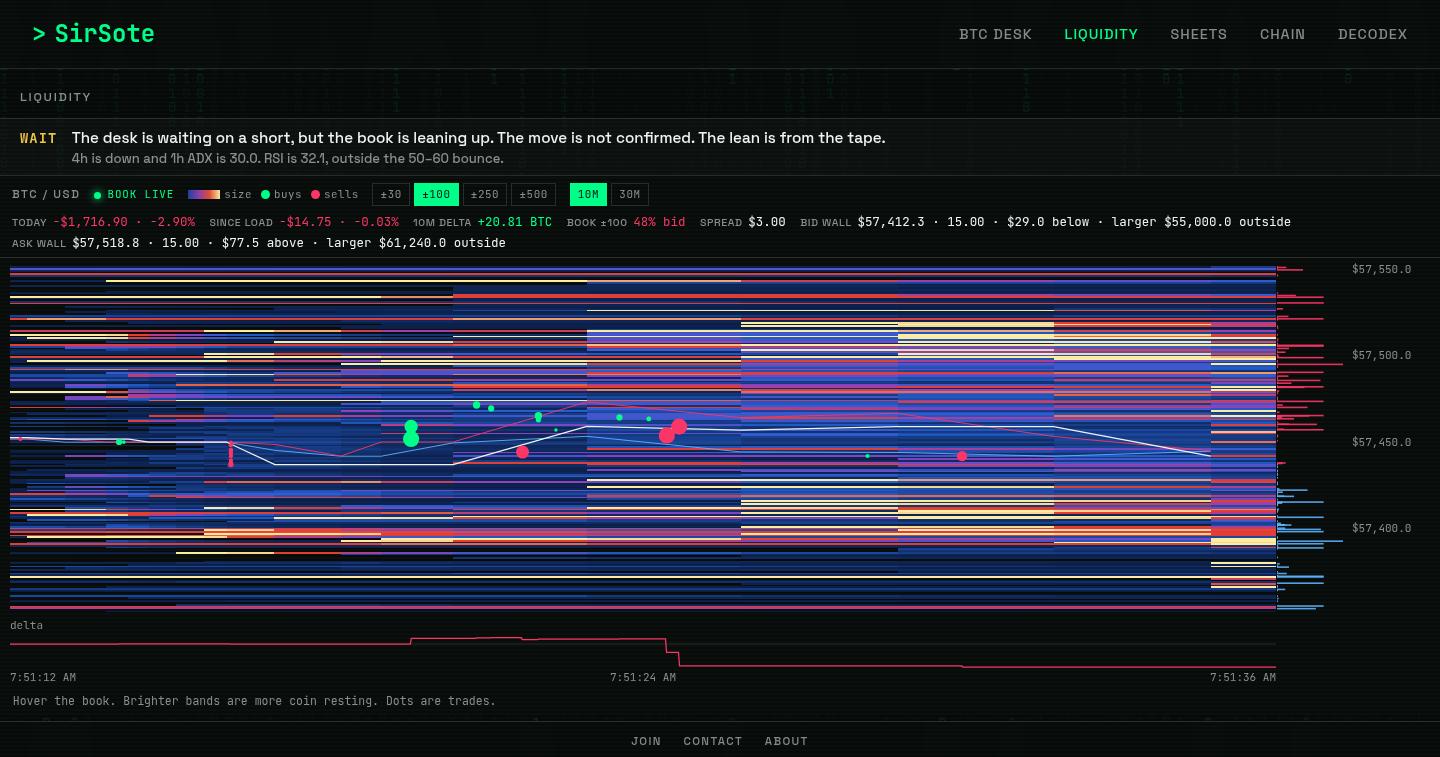 > SirSote
BTC DESK LIQUIDITY SHEETS CHAIN DECODEX
LIQUIDITY
WAIT The desk is waiting on a short, but the book is leaning up. The move is not confirmed. The lean is from the tape.
4h is down and 1h ADX is 30.0. RSI is 32.1, outside the 50–60 bounce.
BTC / USD BOOK LIVE size buys sells ±30 ±100 ±250 ±500 10M 30M
TODAY -$1,716.90 · -2.90% SINCE LOAD -$14.75 · -0.03% 10M DELTA +20.81 BTC BOOK ±100 48% bid SPREAD $3.00 BID WALL $57,412.3 · 15.00 · $29.0 below · larger $55,000.0 outside
ASK WALL $57,518.8 · 15.00 · $77.5 above · larger $61,240.0 outside
$57,550.0
$57,500.0
$57,450.0
$57,400.0
delta
7:51:12 AM 7:51:24 AM 7:51:36 AM
Hover the book. Brighter bands are more coin resting. Dots are trades.
JOIN CONTACT ABOUT